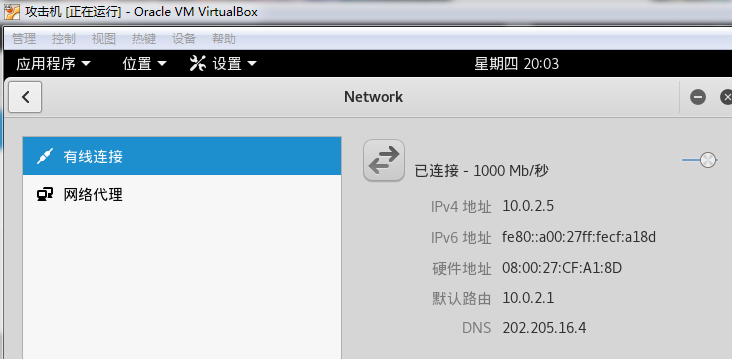 攻击机 [正在运行] - Oracle VM VirtualBox
管理 控制 视图 热键 设备 帮助
应用程序 位置 设置 星期四 20:03
Network
有线连接
网络代理
已连接 - 1000 Mb/秒
IPv4 地址 10.0.2.5
IPv6 地址 fe80::a00:27ff:fecf:a18d
硬件地址 08:00:27:CF:A1:8D
默认路由 10.0.2.1
DNS 202.205.16.4